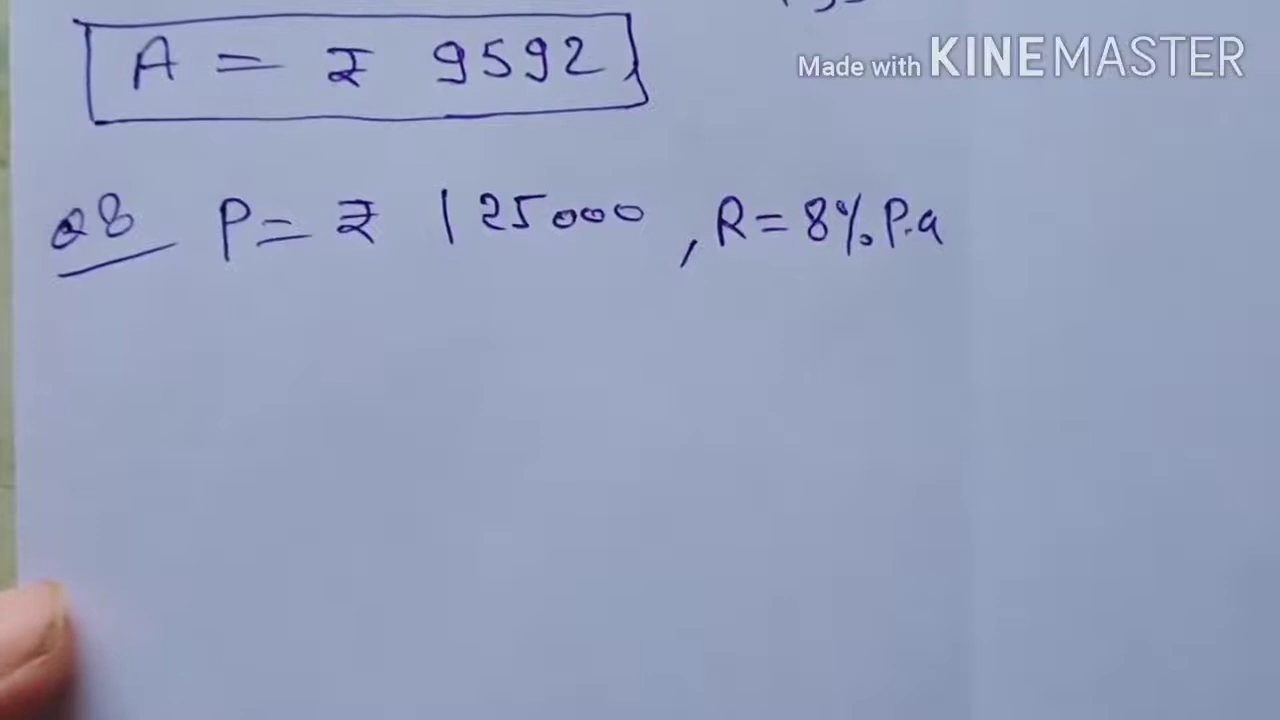 Made with KINEMASTER
A = ₹ 9592
Q8 P = ₹ 125000, R = 8% P.a